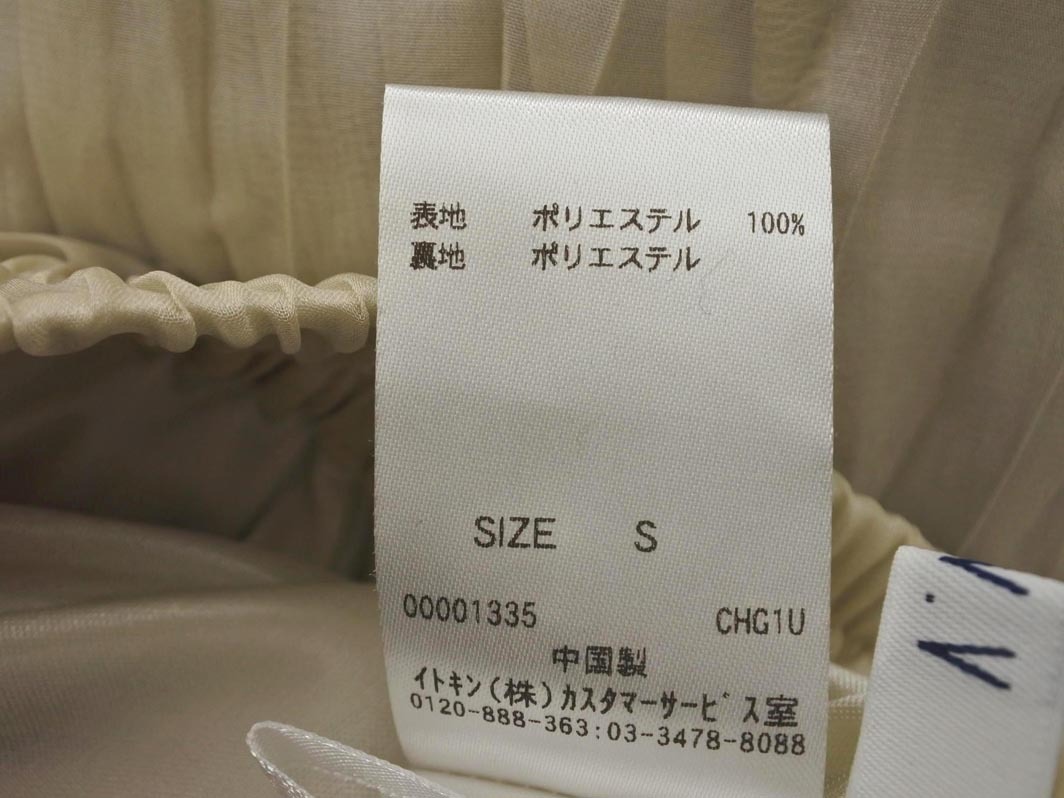 表地 ポリエステル 100%
裏地 ポリエステル
SIZE S
00001335 CHG1U
中国製
イトキン(株)カスタマーサービス室
0120-888-363:03-3478-8088